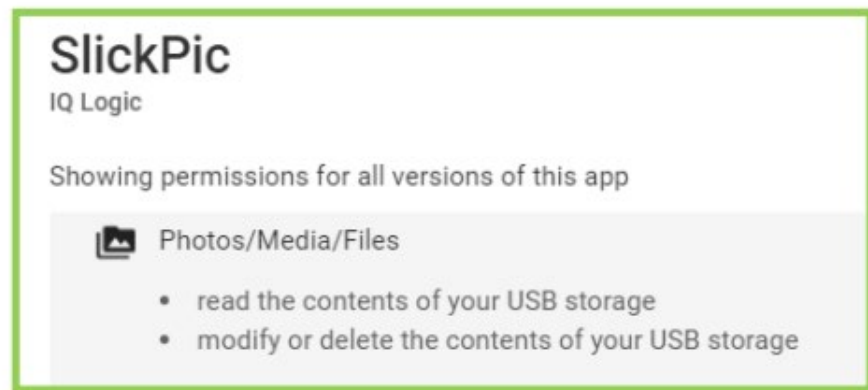 SlickPic
IQ Logic
Showing permissions for all versions of this app
Photos/Media/Files
• read the contents of your USB storage
• modify or delete the contents of your USB storage